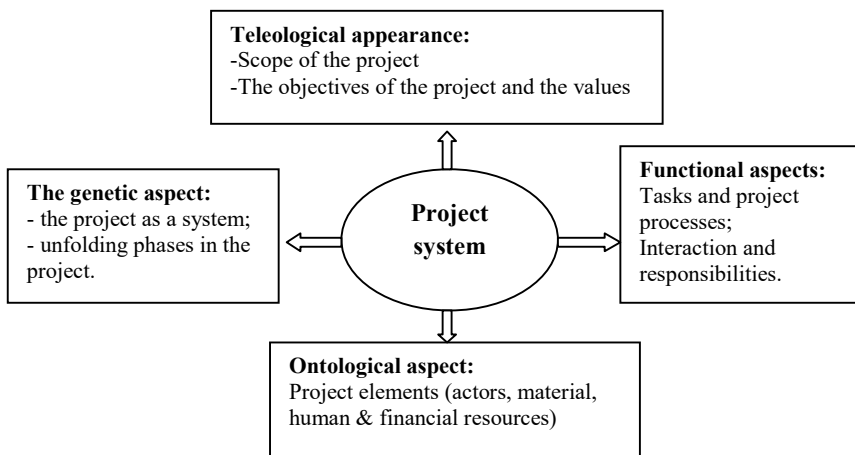 Teleological appearance:
-Scope of the project
-The objectives of the project and the values
The genetic aspect:
- the project as a system;
- unfolding phases in the
project.
Project
system
Functional aspects:
Tasks and project
processes;
Interaction and
responsibilities.
Ontological aspect:
Project elements (actors, material,
human & financial resources)